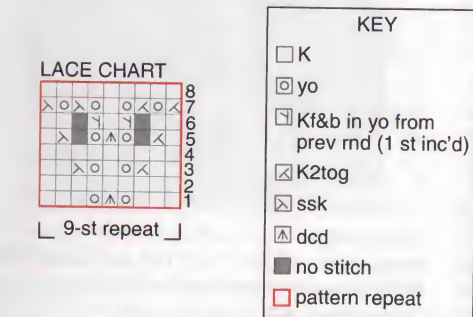 LACE CHART
8
7
6
5
4
3
2
1
9-st repeat
KEY
K
yo
Kf&b in yo from
prev rnd (1 st inc'd)
K2tog
ssk
dcd
no stitch
pattern repeat